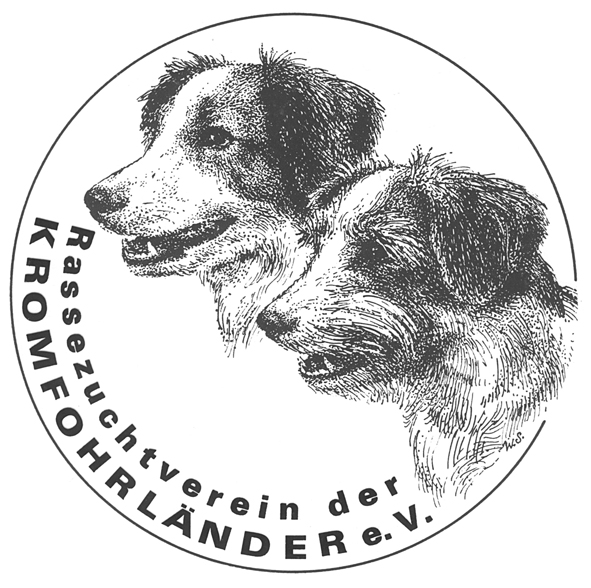 Rassezuchtverein der
KROMFOHRLÄNDER e.V.
W.S.